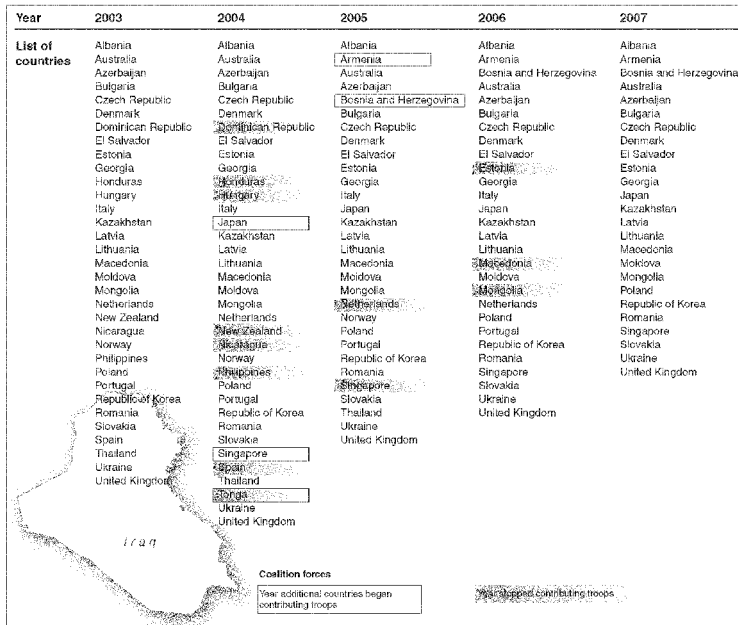 Year 2003 2004 2005 2006 2007
List of countries
Albania
Australia
Azerbaijan
Bulgaria
Czech Republic
Denmark
Dominican Republic
El Salvador
Estonia
Georgia
Honduras
Hungary
Italy
Kazakhstan
Latvia
Lithuania
Macedonia
Moldova
Mongolia
Netherlands
New Zealand
Nicaragua
Norway
Philippines
Poland
Portugal
Republic of Korea
Romania
Slovakia
Spain
Thailand
Ukraine
United Kingdom
Albania
Australia
Azerbaijan
Bulgaria
Czech Republic
Denmark
Dominican Republic
El Salvador
Estonia
Georgia
Honduras
Hungary
Italy
Japan
Kazakhstan
Latvia
Lithuania
Macedonia
Moldova
Mongolia
Netherlands
New Zealand
Nicaragua
Norway
Philippines
Poland
Portugal
Republic of Korea
Romania
Slovakia
Singapore
Spain
Thailand
Tonga
Ukraine
United Kingdom
Albania
Armenia
Australia
Azerbaijan
Bosnia and Herzegovina
Bulgaria
Czech Republic
Denmark
El Salvador
Estonia
Georgia
Italy
Japan
Kazakhstan
Latvia
Lithuania
Macedonia
Moldova
Mongolia
Netherlands
Norway
Poland
Portugal
Republic of Korea
Romania
Singapore
Slovakia
Thailand
Ukraine
United Kingdom
Albania
Armenia
Bosnia and Herzegovina
Australia
Azerbaijan
Bulgaria
Czech Republic
Denmark
El Salvador
Estonia
Georgia
Italy
Japan
Kazakhstan
Latvia
Lithuania
Macedonia
Moldova
Mongolia
Netherlands
Poland
Portugal
Republic of Korea
Romania
Singapore
Slovakia
Ukraine
United Kingdom
Albania
Armenia
Bosnia and Herzegovina
Australia
Azerbaijan
Bulgaria
Czech Republic
Denmark
El Salvador
Estonia
Georgia
Japan
Kazakhstan
Latvia
Lithuania
Macedonia
Moldova
Mongolia
Poland
Republic of Korea
Romania
Singapore
Slovakia
Ukraine
United Kingdom
Iraq
Coalition forces
Year additional countries began
contributing troops
Year stopped contributing troops